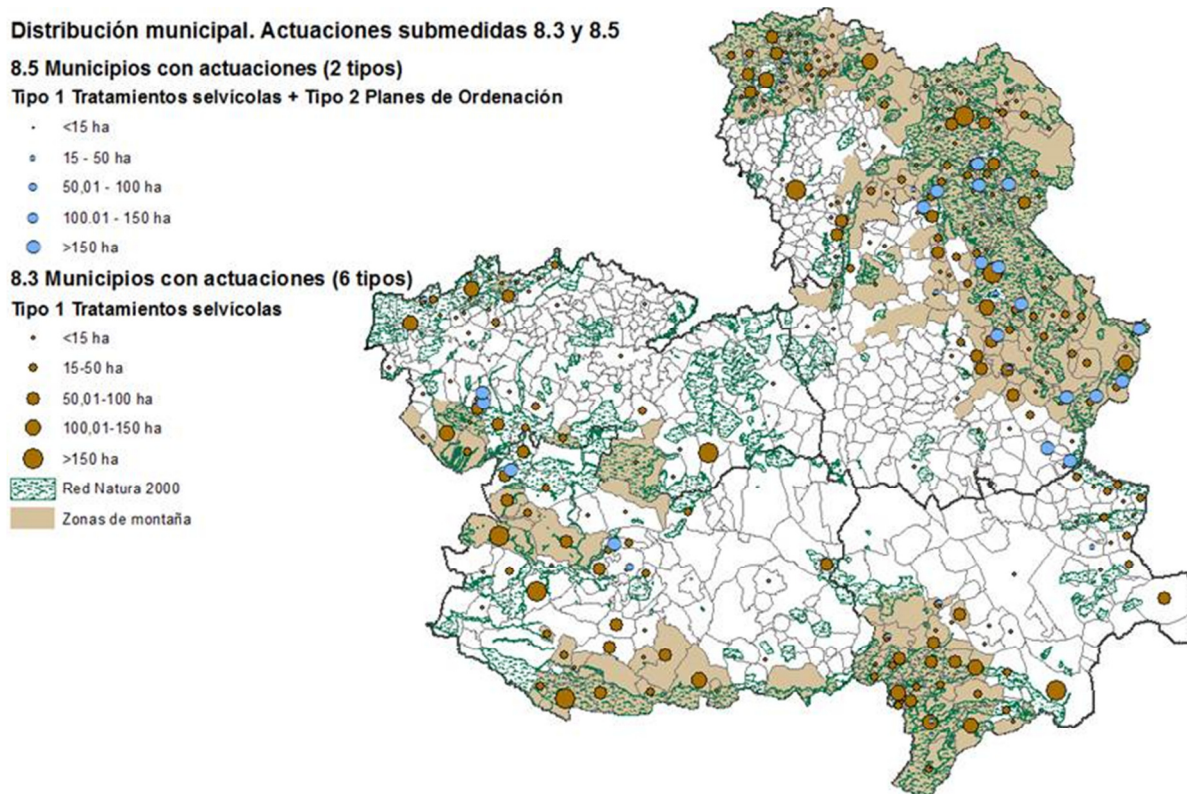 Distribución municipal. Actuaciones submedidas 8.3 y 8.5
8.5 Municipios con actuaciones (2 tipos)
Tipo 1 Tratamientos selvícolas + Tipo 2 Planes de Ordenación
<15 ha
15 - 50 ha
50,01 - 100 ha
100.01 - 150 ha
>150 ha
8.3 Municipios con actuaciones (6 tipos)
Tipo 1 Tratamientos selvícolas
<15 ha
15-50 ha
50,01-100 ha
100,01-150 ha
>150 ha
Red Natura 2000
Zonas de montaña